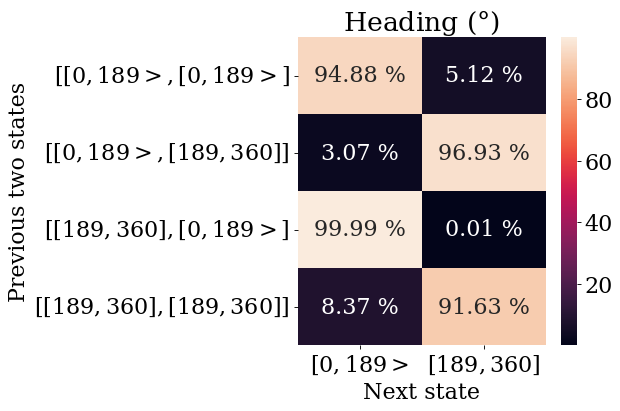 Heading (°)
Previous two states
[[0, 189 >, [0, 189 >] 94.88 % 5.12 %
[[0, 189 >, [189, 360]] 3.07 % 96.93 %
[[189, 360], [0, 189 >] 99.99 % 0.01 %
[[189, 360], [189, 360]] 8.37 % 91.63 %
[0, 189 > [189, 360]
Next state
80
60
40
20